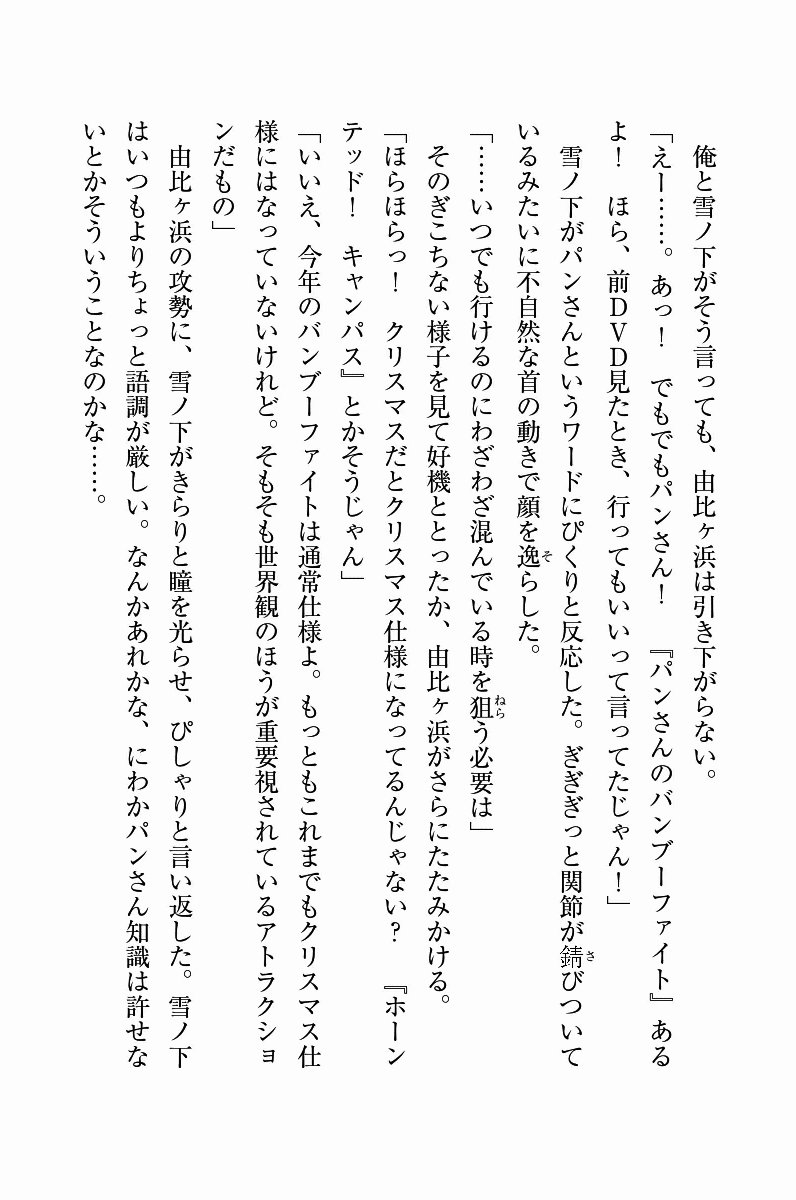 俺と雪ノ下がそう言っても、由比ヶ浜は引き下がらない。
「えー……。あっ！　でもでもパンさん！　『パンさんのバンブーファイト』ある
よ！　ほら、前ＤＶＤ見たとき、行ってもいいって言ってたじゃん！」
　雪ノ下がパンさんというワードにぴくりと反応した。ぎぎぎっと関節が錆びついて
いるみたいに不自然な首の動きで顔を逸らした。
「……いつでも行けるのにわざわざ混んでいる時を狙う必要は」
　そのぎこちない様子を見て好機ととったか、由比ヶ浜がさらにたたみかける。
「ほらほらっ！　クリスマスだとクリスマス仕様になってるんじゃない？　『ホーン
テッド！　キャンパス』とかそうじゃん」
「いいえ、今年のバンブーファイトは通常仕様よ。もっともこれまでもクリスマス仕
様にはなっていないけれど。そもそも世界観のほうが重要視されているアトラクショ
ンだもの」
　由比ヶ浜の攻勢に、雪ノ下がきらりと瞳を光らせ、ぴしゃりと言い返した。雪ノ下
はいつもよりちょっと語調が厳しい。なんかあれかな、にわかパンさん知識は許せな
いとかそういうことなのかな……。